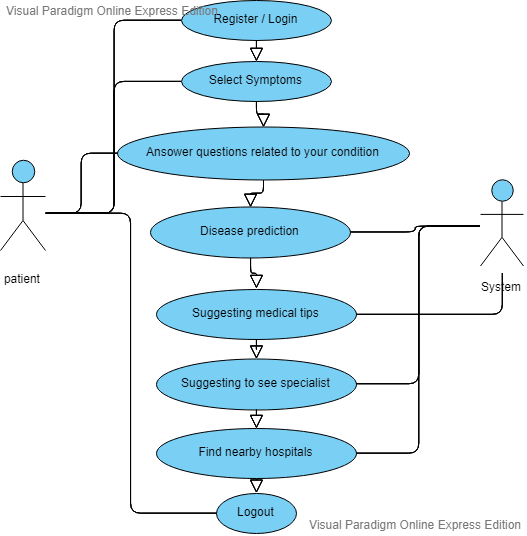 Visual Paradigm Online Express Edition
Register / Login
Select Symptoms
Ansower questions related to your condition
Disease prediction
patient
System
Suggesting medical tips
Suggesting to see specialist
Find nearby hospitals
Logout
Visual Paradigm Online Express Edition